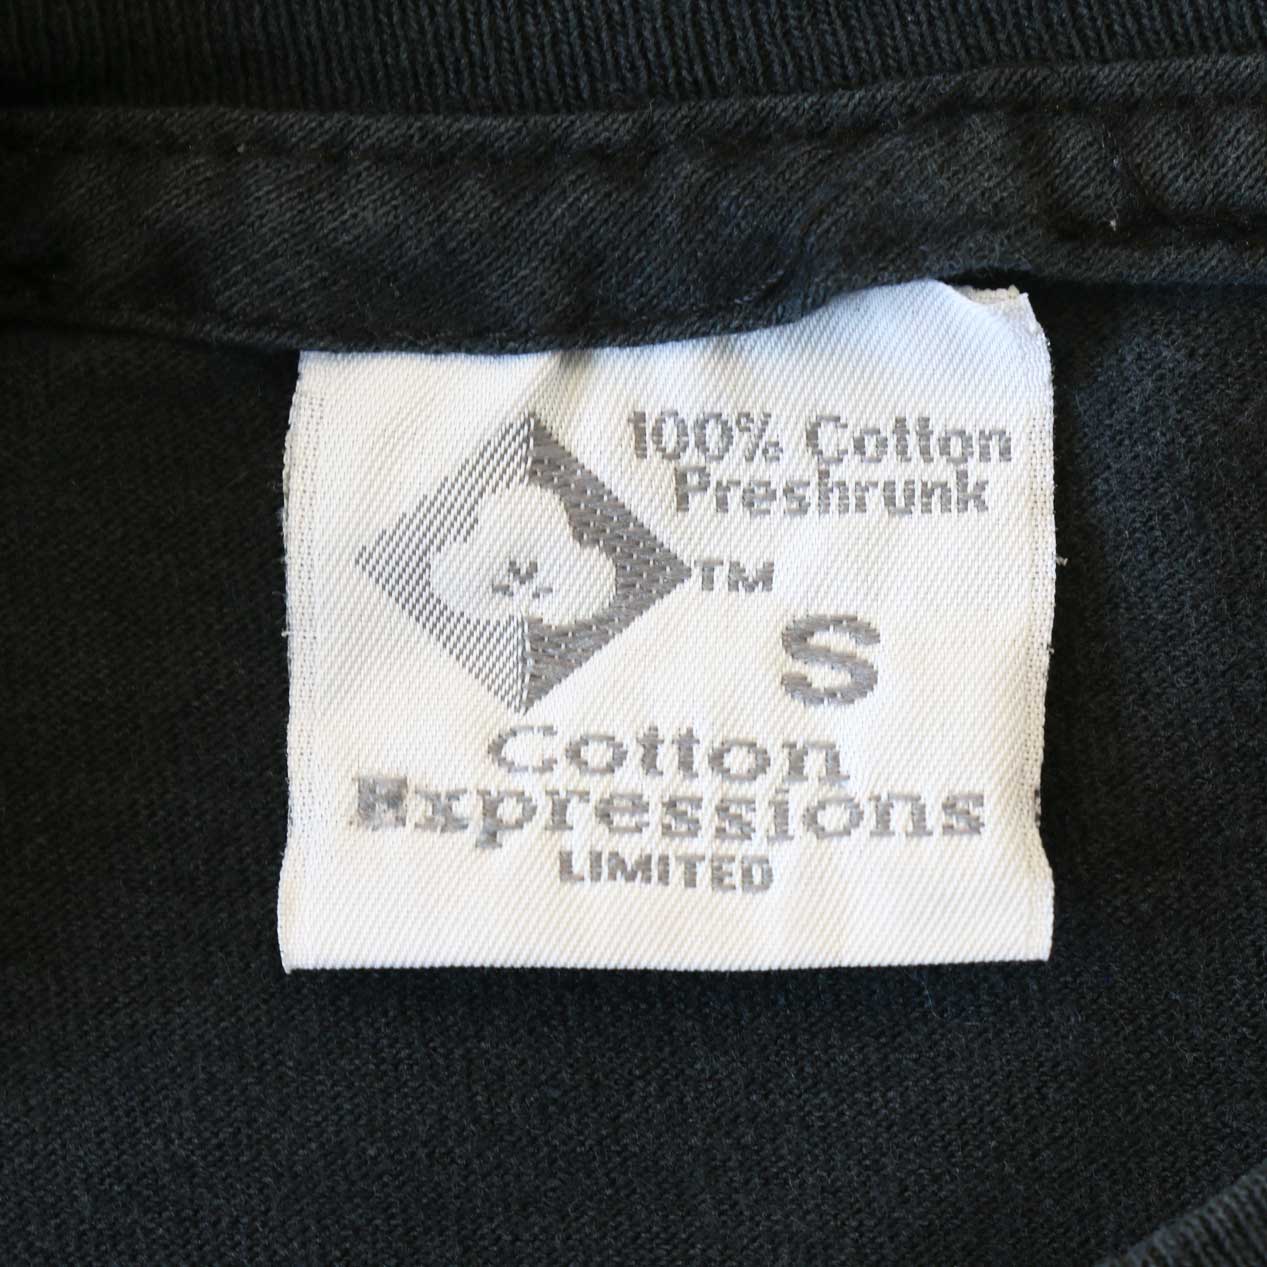 100% Cotton
Preshrunk
TM
S
Cotton
Expressions
LIMITED